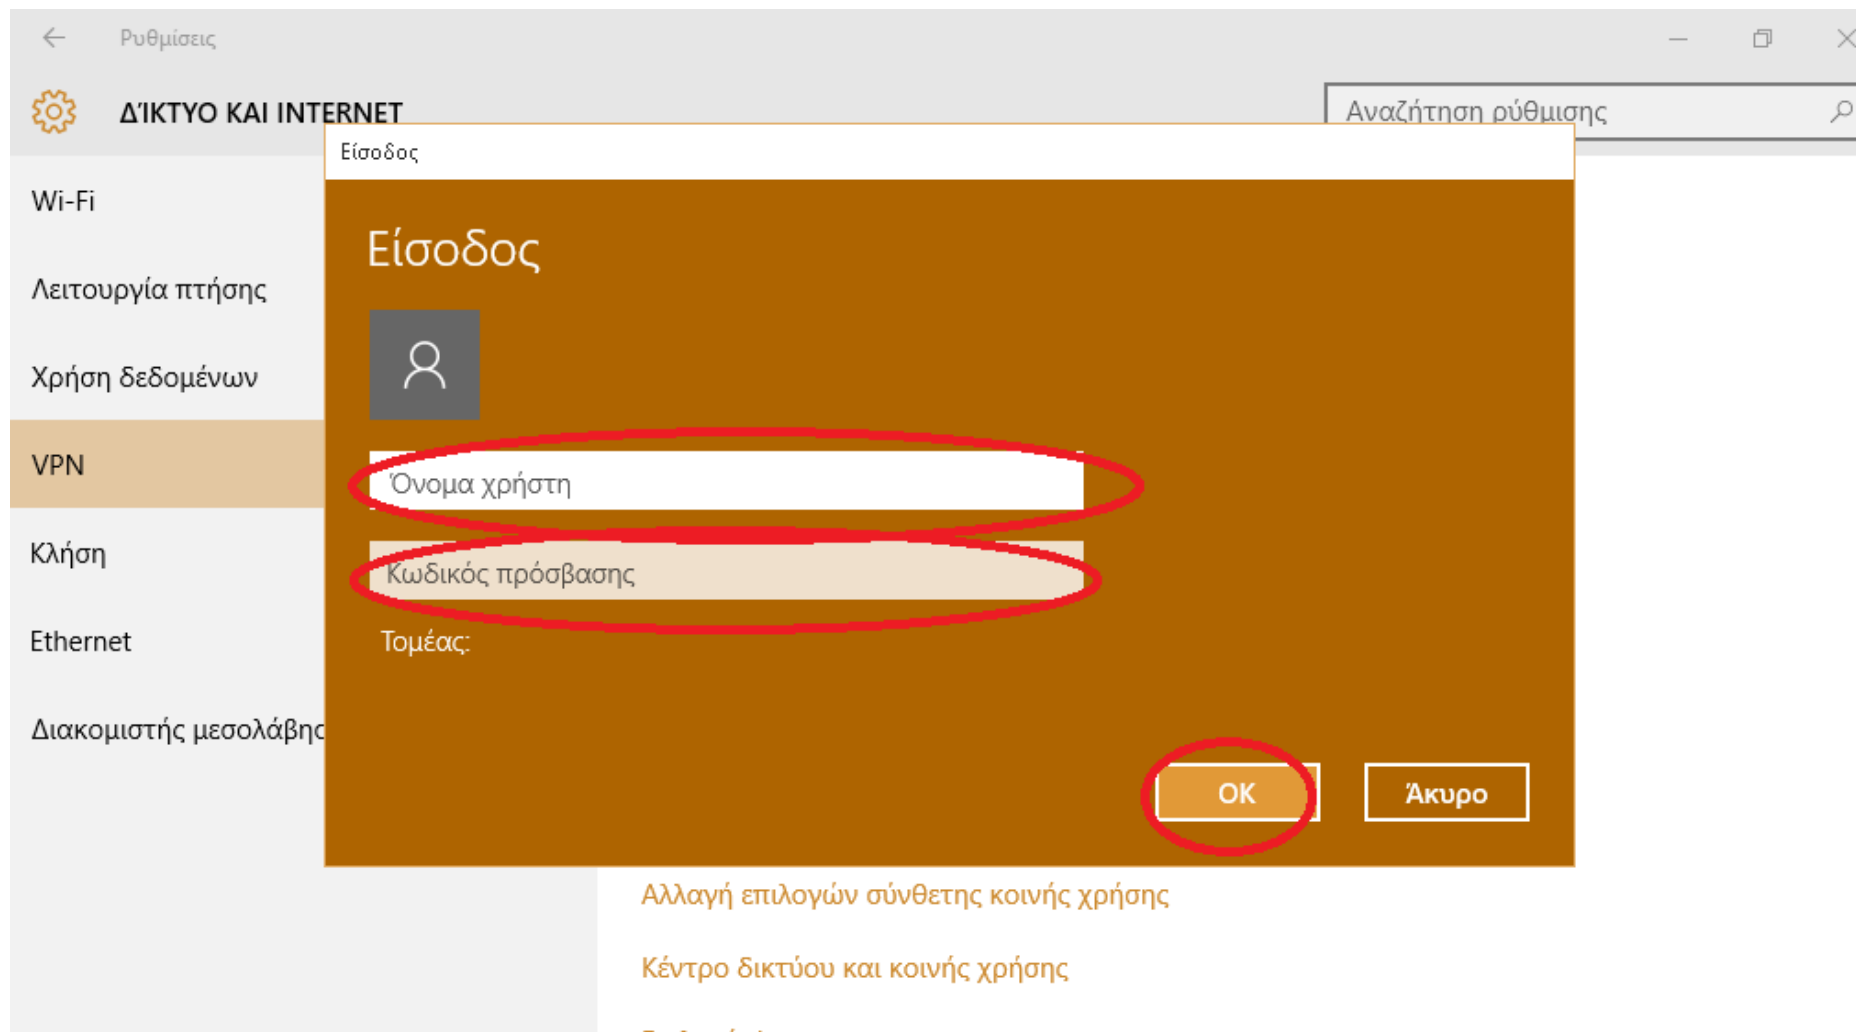 Ρυθμίσεις
ΔΊΚΤΥΟ ΚΑΙ INTERNET
Αναζήτηση ρύθμισης
Είσοδος
Wi-Fi
Λειτουργία πτήσης
Χρήση δεδομένων
VPN
Κλήση
Ethernet
Διακομιστής μεσολάβησ
Είσοδος
Όνομα χρήστη
Κωδικός πρόσβασης
Τομέας:
OK
Άκυρο
Αλλαγή επιλογών σύνθετης κοινής χρήσης
Κέντρο δικτύου και κοινής χρήσης